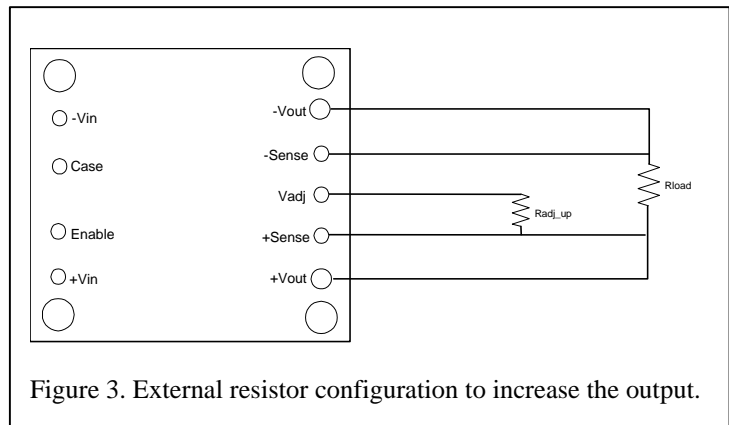 -Vin
Case
Enable
+Vin
-Vout
-Sense
Vadj
+Sense
+Vout
Radj_up
Rload
Figure 3. External resistor configuration to increase the output.